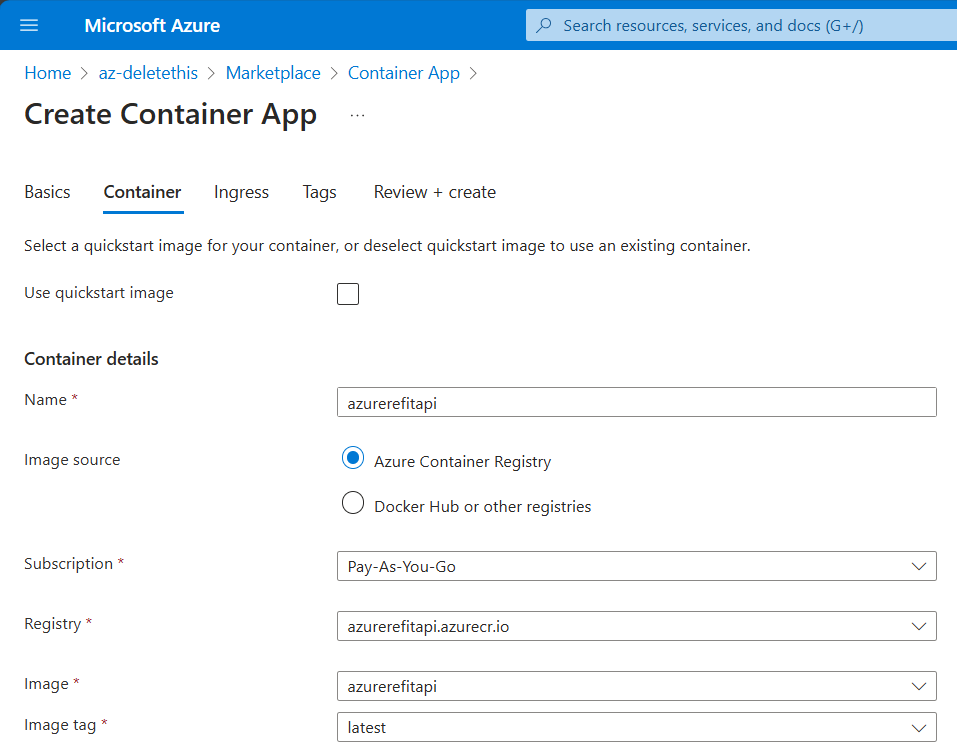 Microsoft Azure
Search resources, services, and docs (G+/)
Home > az-deletethis > Marketplace > Container App >
Create Container App ...
Basics Container Ingress Tags Review + create
Select a quickstart image for your container, or deselect quickstart image to use an existing container.
Use quickstart image
Container details
Name *
azurerefitapi
Image source
Azure Container Registry
Docker Hub or other registries
Subscription *
Pay-As-You-Go
Registry *
azurerefitapi.azurecr.io
Image *
azurerefitapi
Image tag *
latest